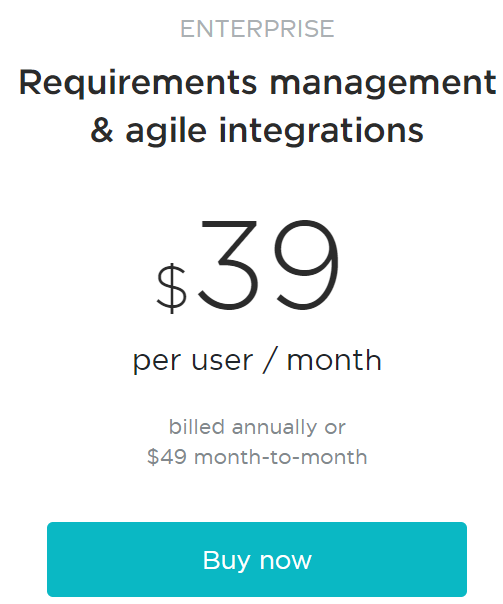 ENTERPRISE
Requirements management
& agile integrations
$39
per user / month
billed annually or
$49 month-to-month
Buy now